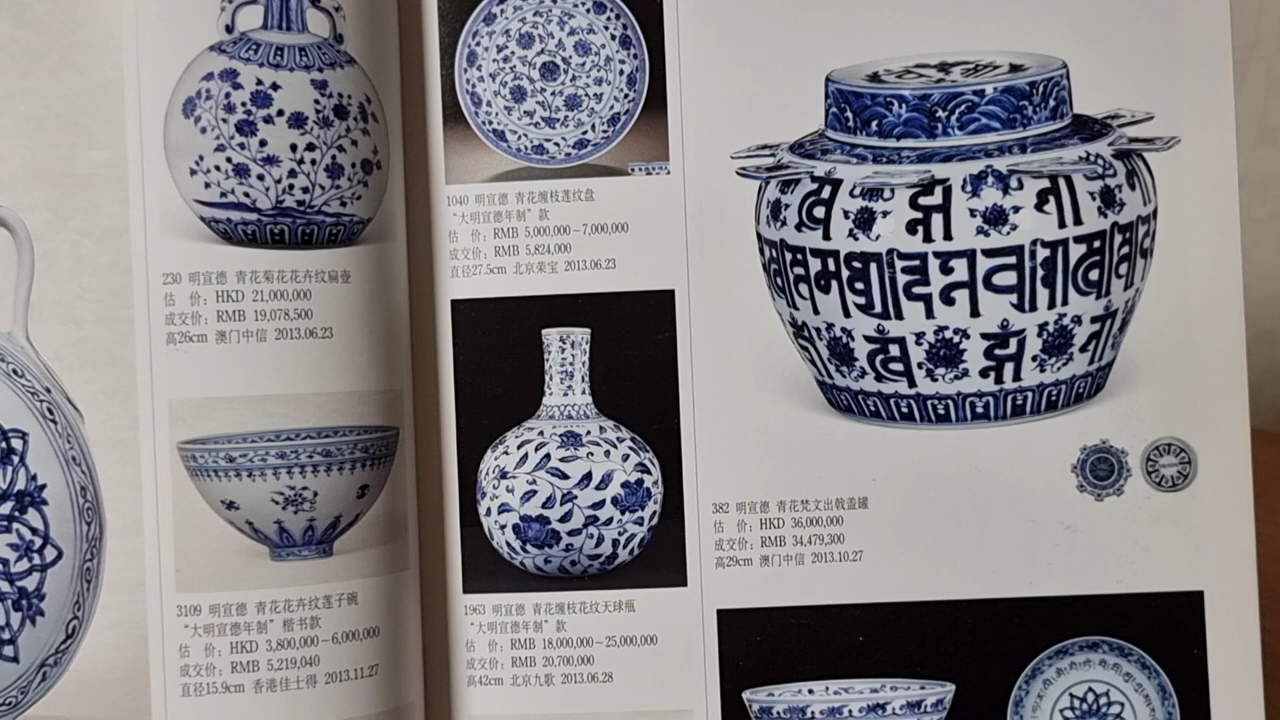 230 明宣德 青花菊花花卉纹扁壶
估 价：HKD 21,000,000
成交价：RMB 19,078,500
高26cm 澳门中信 2013.06.23
3109 明宣德 青花花卉纹莲子碗
“大明宣德年制”楷书款
估 价：HKD 3,800,000～6,000,000
成交价：RMB 5,219,040
直径15.9cm 香港佳士得 2013.11.27
1040 明宣德 青花缠枝莲纹盘
“大明宣德年制”款
估 价：RMB 5,000,000～7,000,000
成交价：RMB 5,824,000
直径27.5cm 北京荣宝 2013.06.23
1963 明宣德 青花缠枝花纹天球瓶
“大明宣德年制”款
估 价：RMB 18,000,000～25,000,000
成交价：RMB 20,700,000
高42cm 北京九歌 2013.06.28
382 明宣德 青花梵文出戟盖罐
估 价：HKD 36,000,000
成交价：RMB 34,479,300
高29cm 澳门中信 2013.10.27